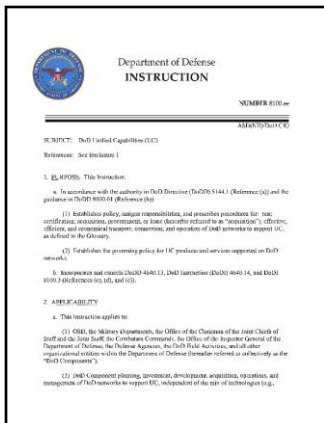 Department of Defense
INSTRUCTION
NUMBER 8100.ee
ASD(NII)/DoD CIO
SUBJECT: DoD Unified Capabilities (UC)
References: See Enclosure 1
1. PURPOSE. This Instruction:
a. In accordance with the authority in DoD Directive (DoDD) 5144.1 (Reference (a)) and the
guidance in DoDD 8000.01 (Reference (b)):
(1) Establishes policy, assigns responsibilities, and prescribes procedures for: test;
certification; acquisition, procurement, or lease (hereafter referred to as "acquisition"); effective,
efficient, and economical transport; connection; and operation of DoD networks to support UC,
as defined in the Glossary.
(2) Establishes the governing policy for UC products and services supported on DoD
networks.
b. Incorporates and cancels DoDD 4640.13, DoD Instruction (DoDI) 4640.14, and DoDI
8100.3 (References (c), (d), and (e)).
2. APPLICABILITY
a. This Instruction applies to:
(1) OSD, the Military Departments, the Office of the Chairman of the Joint Chiefs of
Staff and the Joint Staff, the Combatant Commands, the Office of the Inspector General of the
Department of Defense, the Defense Agencies, the DoD Field Activities, and all other
organizational entities within the Department of Defense (hereafter referred to collectively as the
"DoD Components").
(2) DoD Component planning, investment, development, acquisition, operations, and
management of DoD networks to support UC, independent of the mix of technologies (e.g.,